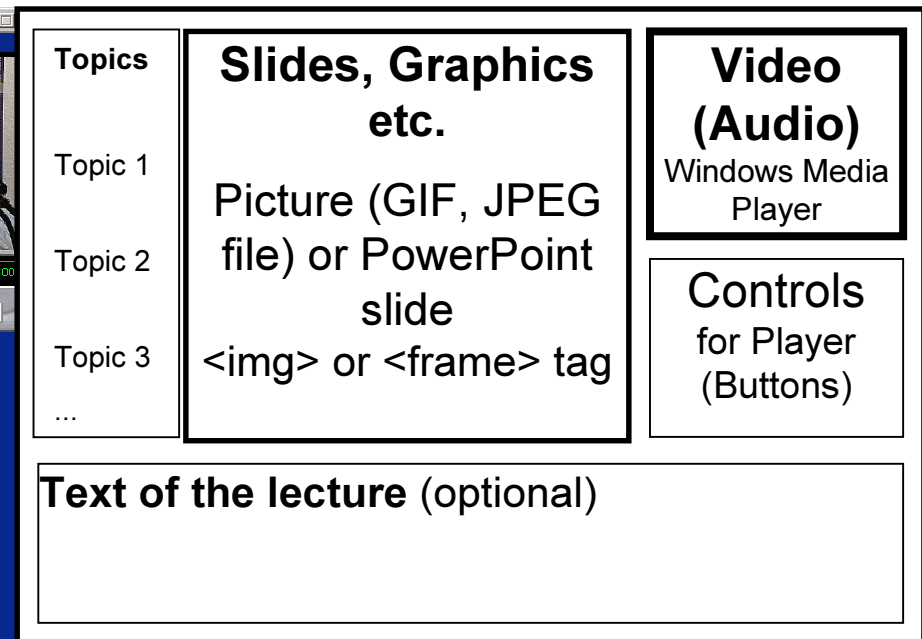 Topics
Topic 1
Topic 2
Topic 3
...
Slides, Graphics
etc.
Picture (GIF, JPEG
file) or PowerPoint
slide
<img> or <frame> tag
Video
(Audio)
Windows Media
Player
Controls
for Player
(Buttons)
Text of the lecture (optional)
00